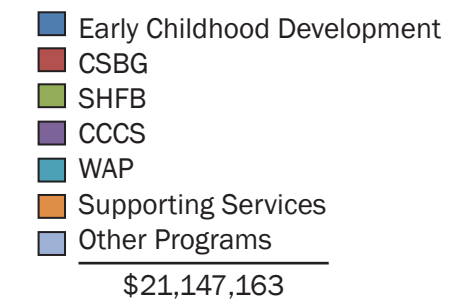 Early Childhood Development
CSBG
SHFB
CCCS
WAP
Supporting Services
Other Programs
$21,147,163